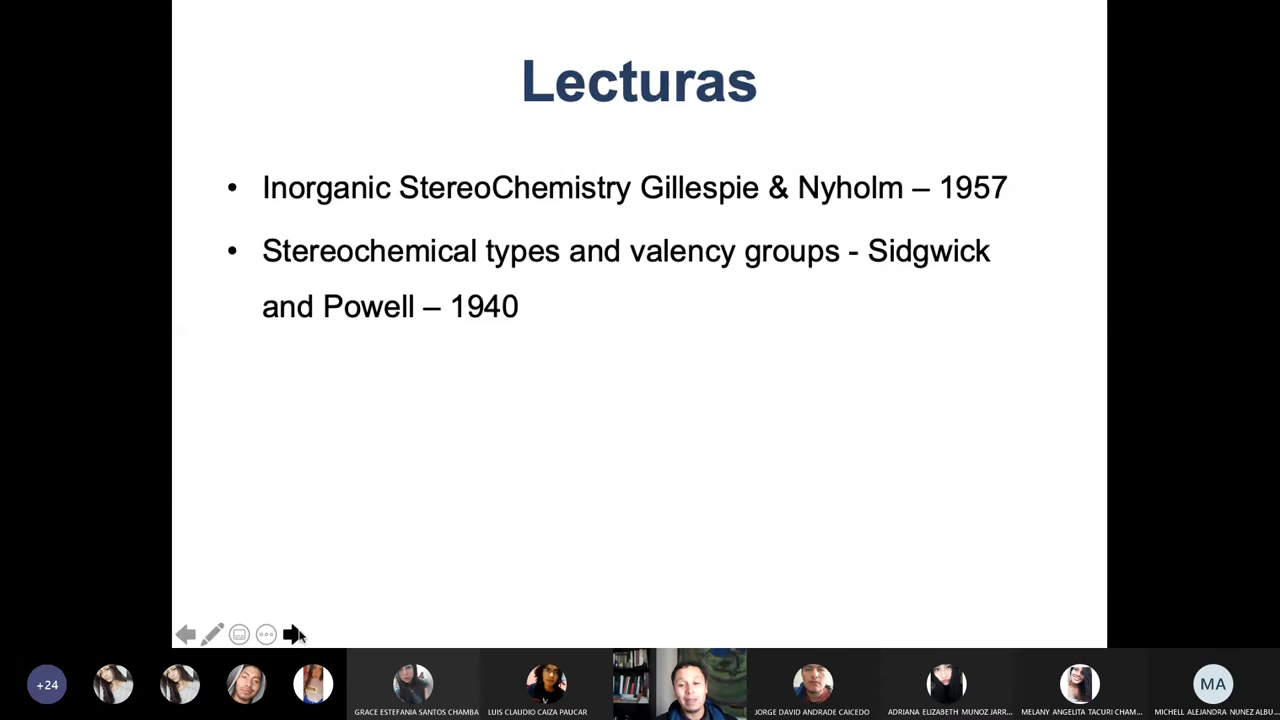 Lecturas
• Inorganic StereoChemistry Gillespie & Nyholm – 1957
• Stereochemical types and valency groups - Sidgwick
and Powell – 1940
+24
GRACE ESTEFANIA SANTOS CHAMBA
LUIS CLAUDIO CAIZA PAUCAR
JORGE DAVID ANDRADE CAICEDO
ADRIANA ELIZABETH MUNOZ JARR...
MELANY ANGELITA TACURI CHAM...
MA
MICHELL ALEJANDRA NUNEZ ALBU